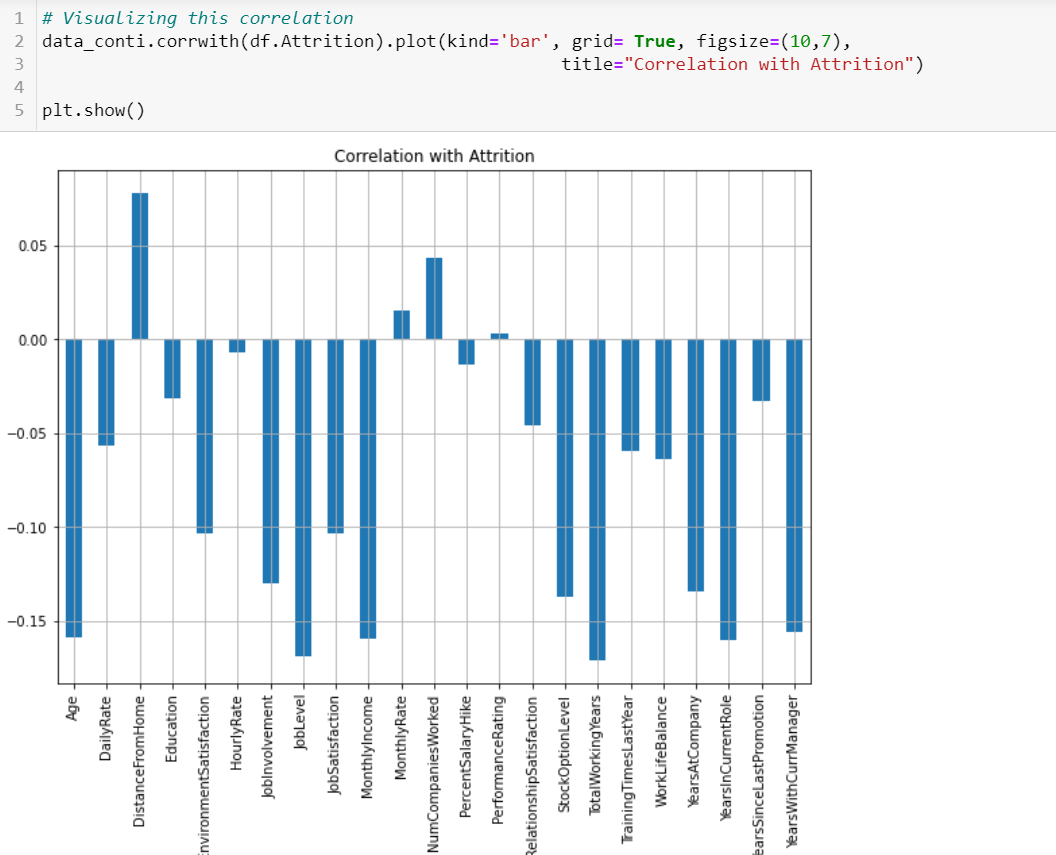 1 # Visualizing this correlation
2 data_conti.corrwith(df.Attrition).plot(kind='bar', grid= True, figsize=(10,7),
3 title="Correlation with Attrition")
4
5 plt.show()
Correlation with Attrition
0.05
0.00
−0.05
−0.10
−0.15
Age
DailyRate
DistanceFromHome
Education
EnvironmentSatisfaction
HourlyRate
JobInvolvement
JobLevel
JobSatisfaction
MonthlyIncome
MonthlyRate
NumCompaniesWorked
PercentSalaryHike
PerformanceRating
RelationshipSatisfaction
StockOptionLevel
TotalWorkingYears
TrainingTimesLastYear
WorkLifeBalance
YearsAtCompany
YearsInCurrentRole
earsSinceLastPromotion
YearsWithCurrManager